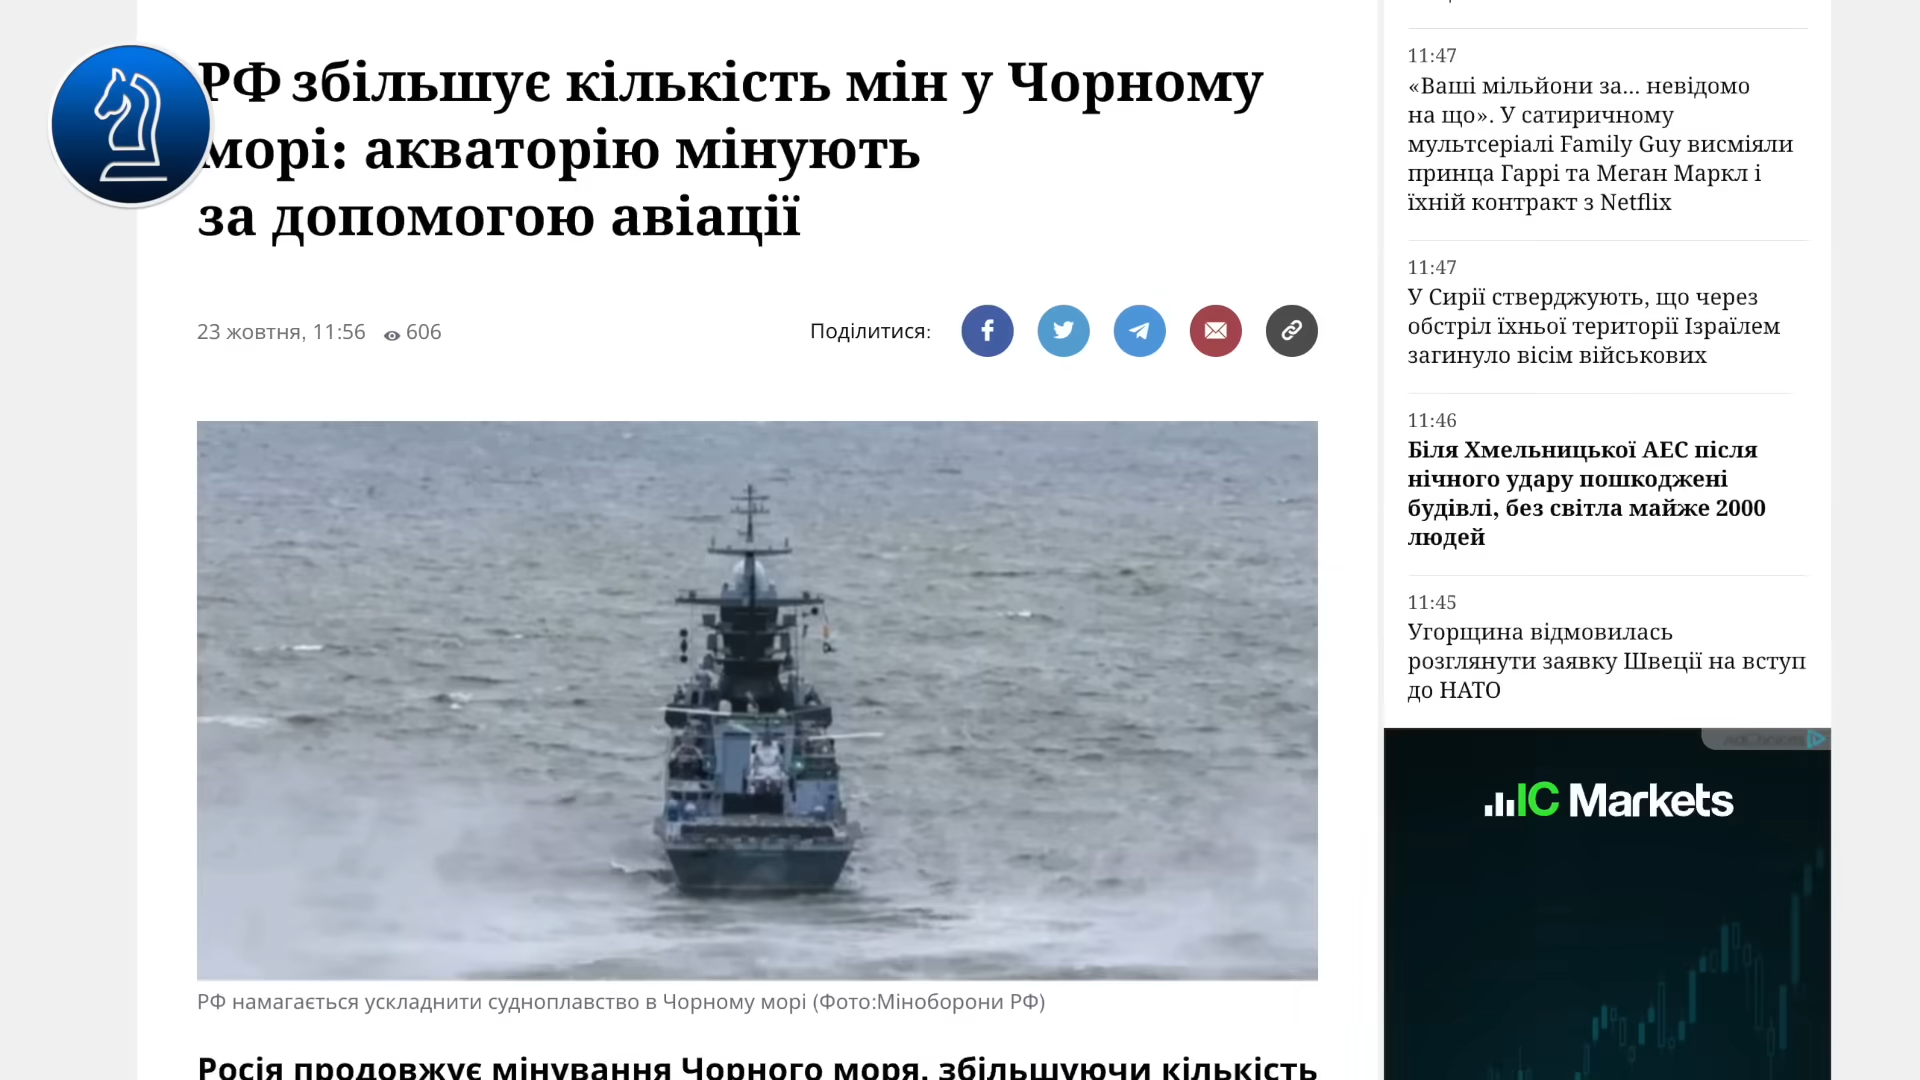 РФ збільшує кількість мін у Чорному
морі: акваторію мінують
за допомогою авіації
23 жовтня, 11:56 606
Поділитися:
РФ намагається ускладнити судноплавство в Чорному морі (Фото:Міноборони РФ)
Росія продовжує мінування Чорного моря, збільшуючи кількість
11:47
«Ваші мільйони за... невідомо
на що». У сатиричному
мультсеріалі Family Guy висміяли
принца Гаррі та Меган Маркл і
їхній контракт з Netflix
11:47
У Сирії стверджують, що через
обстріл їхньої території Ізраїлем
загинуло вісім військових
11:46
Біля Хмельницької АЕС після
нічного удару пошкоджені
будівлі, без світла майже 2000
людей
11:45
Угорщина відмовилась
розглянути заявку Швеції на вступ
до НАТО
IC Markets